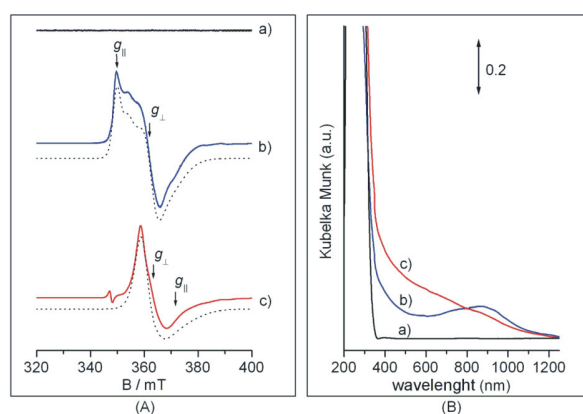 a)
g||
g⊥
b)
g⊥
g||
c)
320 340 360 380 400
B / mT
(A)
Kubelka Munk (a.u.)
0.2
c)
b)
a)
200 400 600 800 1000 1200
wavelenght (nm)
(B)